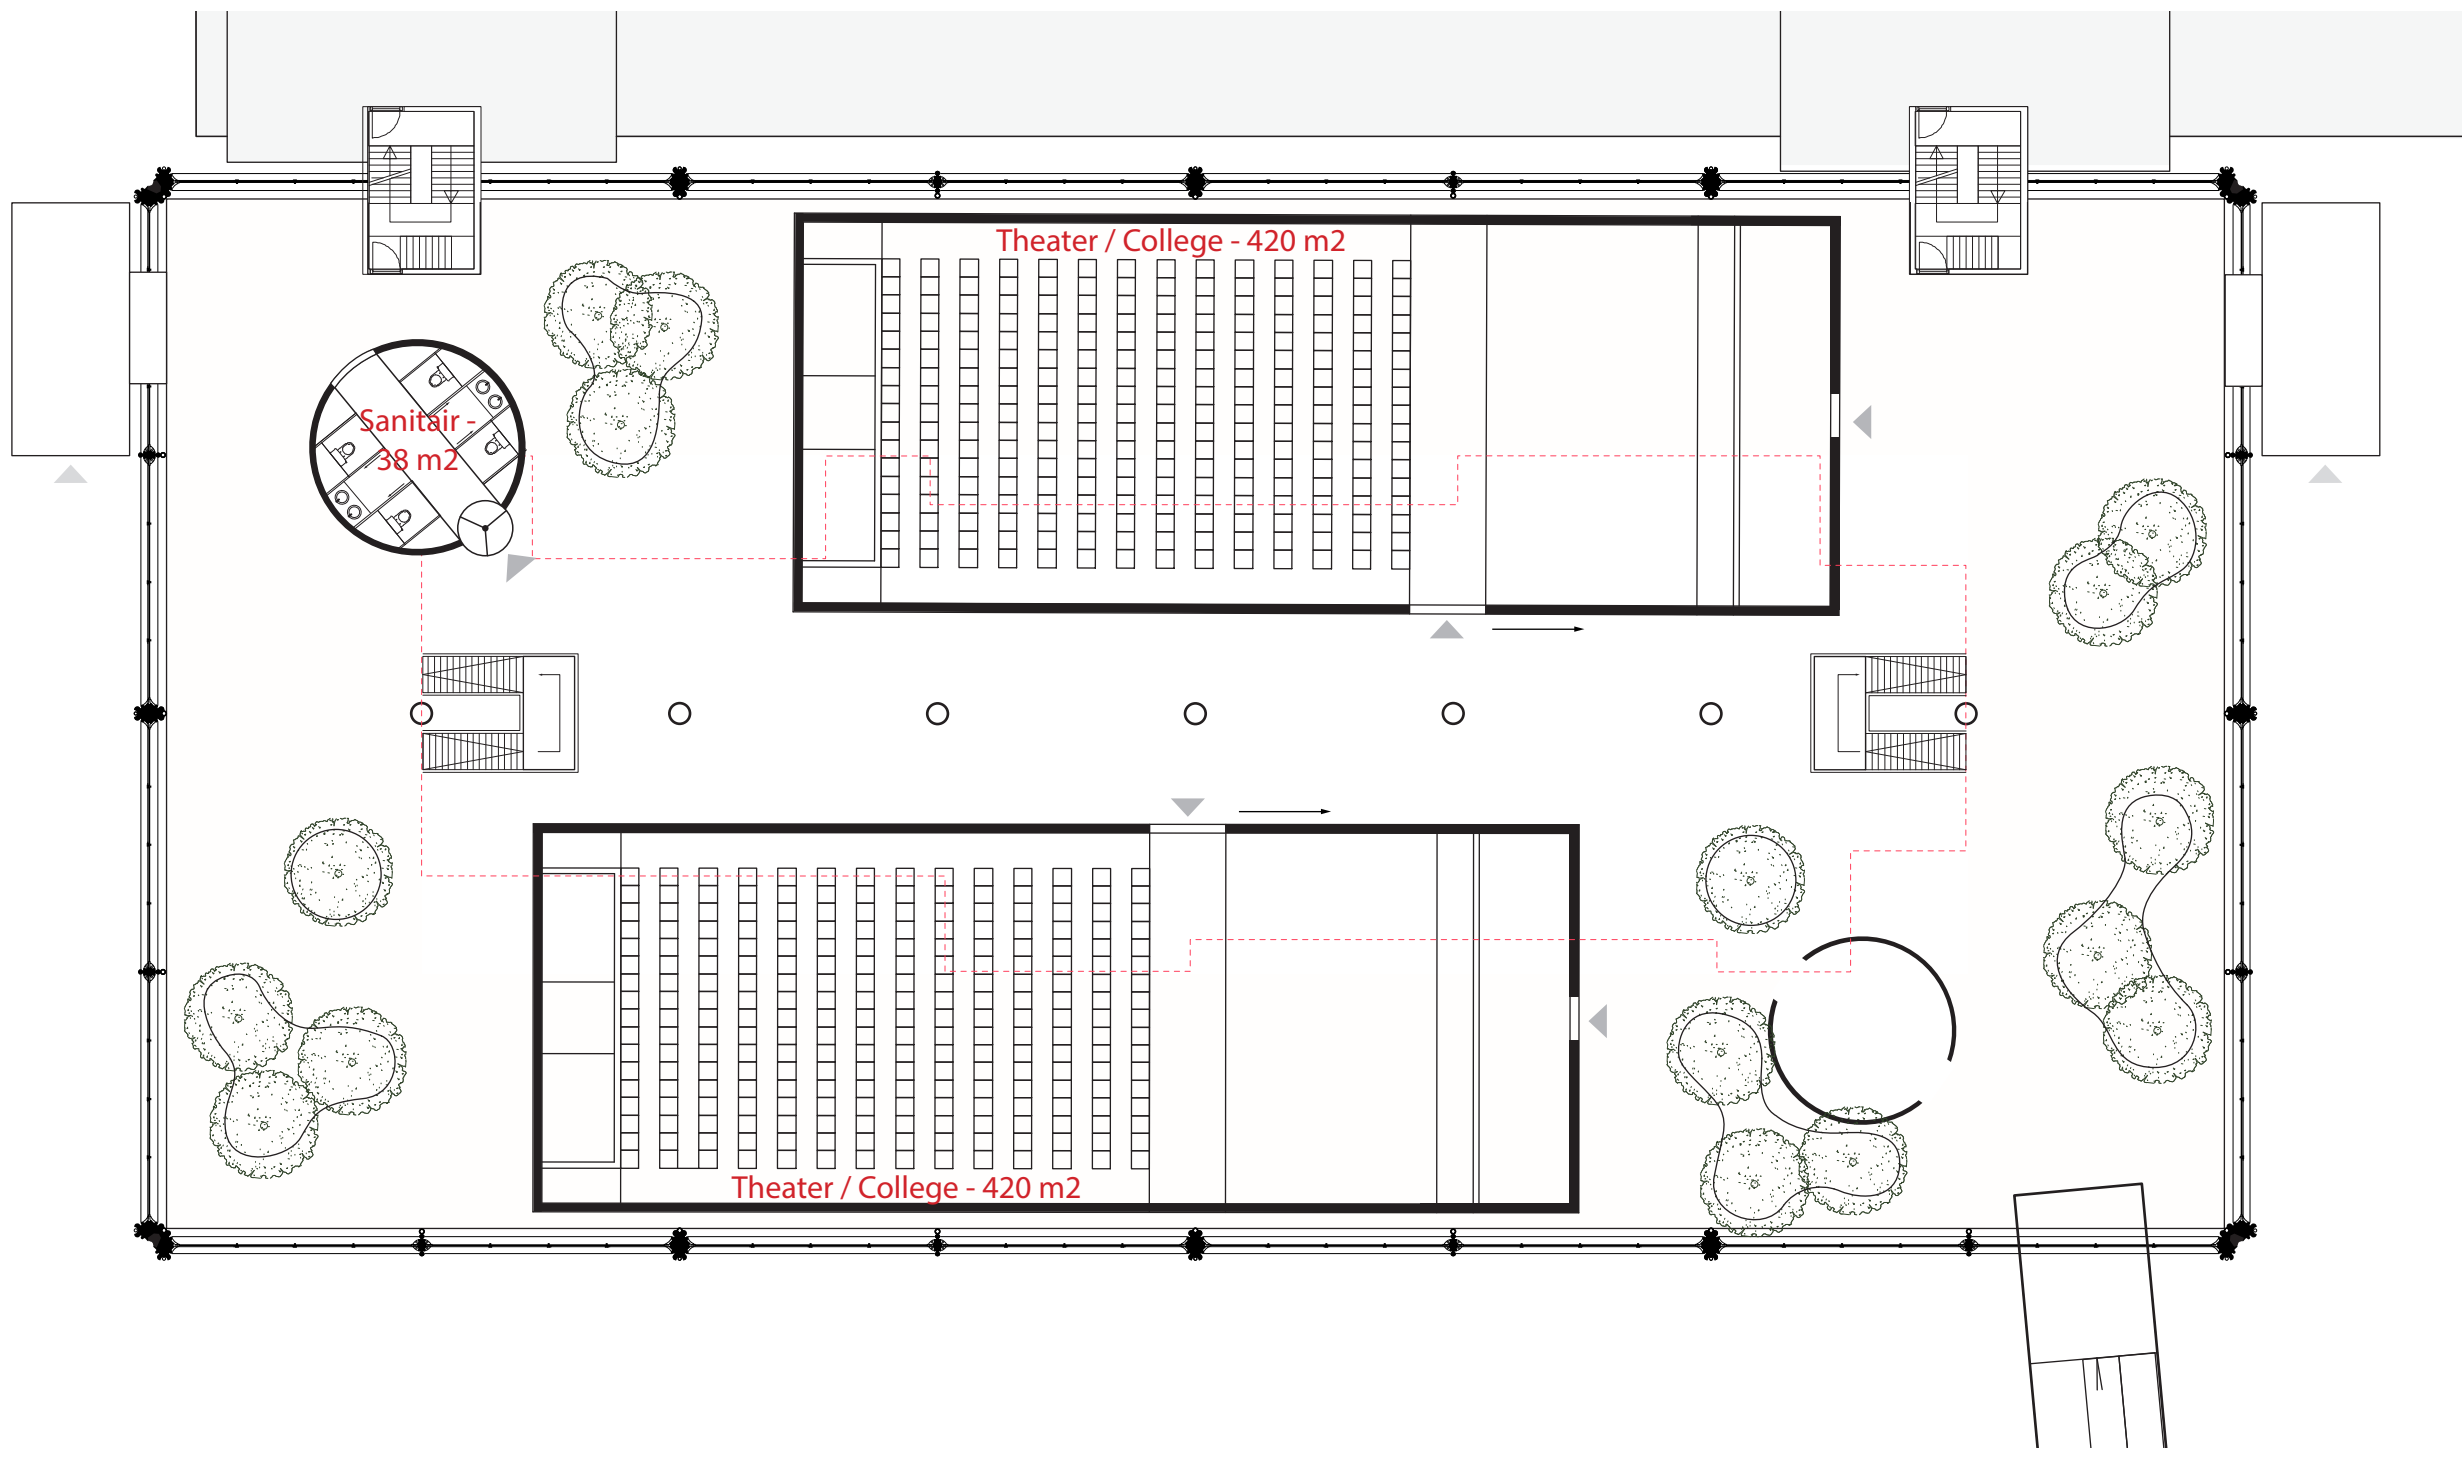 Theater / College - 420 m2
Sanitair -
38 m2
Theater / College - 420 m2